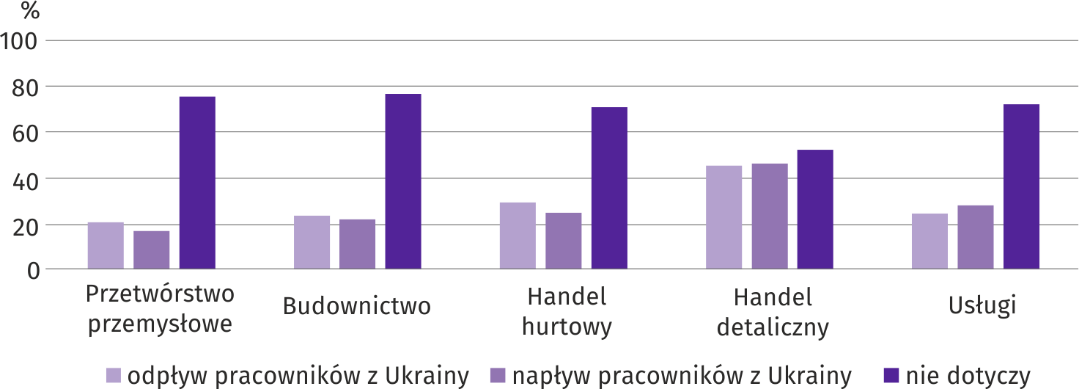 %
100
80
60
40
20
0
Przetwórstwo
przemysłowe
Budownictwo
Handel
hurtowy
Handel
detaliczny
Usługi
odpływ pracowników z Ukrainy napływ pracowników z Ukrainy nie dotyczy